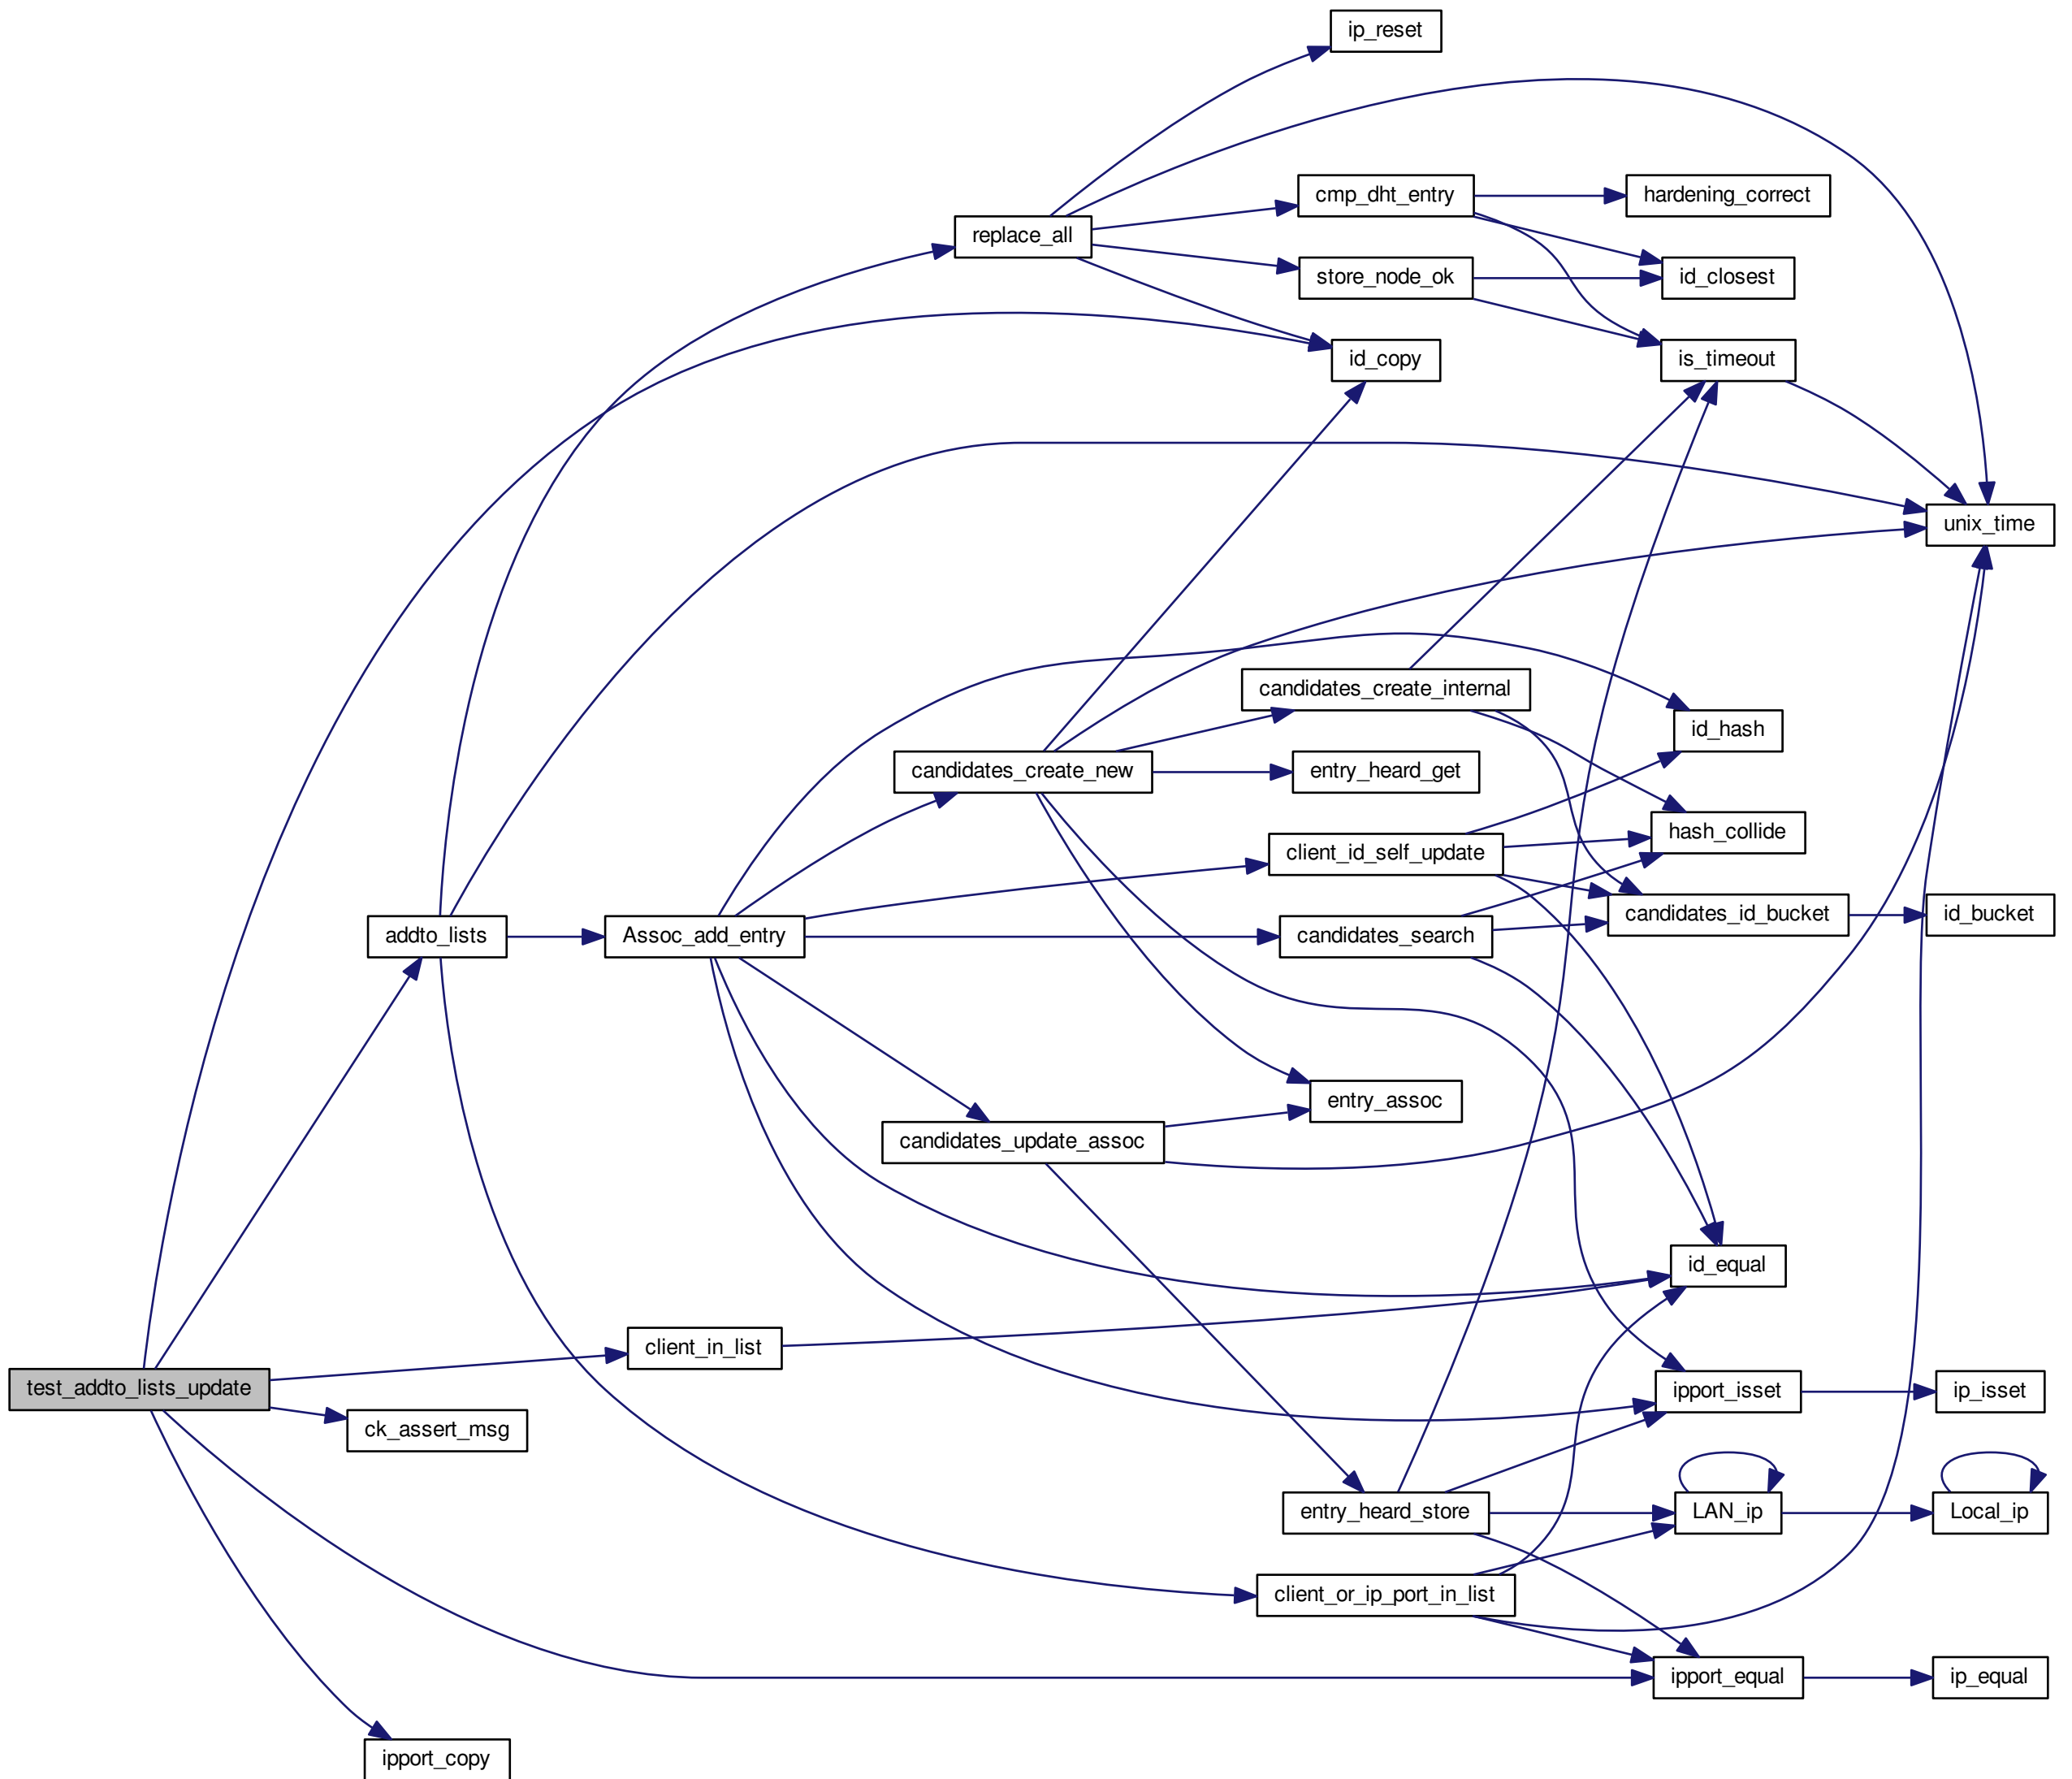 ip_reset
cmp_dht_entry
hardening_correct
replace_all
store_node_ok
id_closest
id_copy
is_timeout
unix_time
candidates_create_internal
id_hash
candidates_create_new
entry_heard_get
hash_collide
client_id_self_update
candidates_id_bucket
id_bucket
addto_lists
Assoc_add_entry
candidates_search
entry_assoc
candidates_update_assoc
id_equal
client_in_list
test_addto_lists_update
ipport_isset
ip_isset
ck_assert_msg
entry_heard_store
LAN_ip
Local_ip
client_or_ip_port_in_list
ipport_equal
ip_equal
ipport_copy